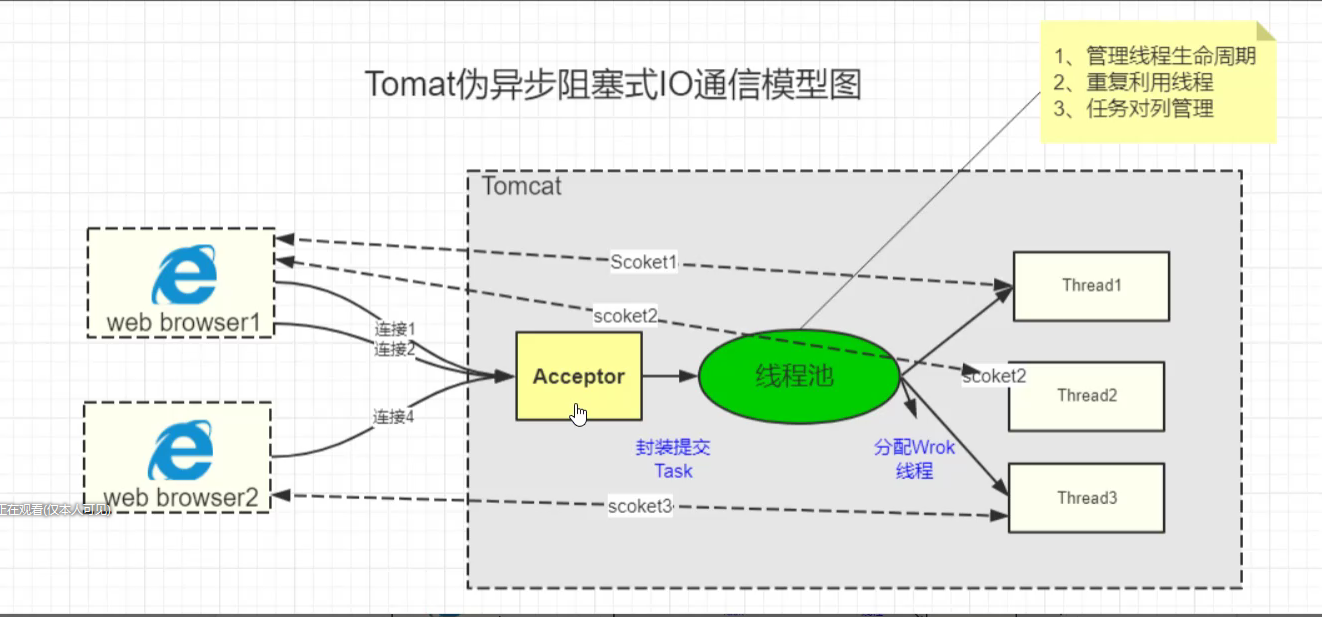 1、管理线程生命周期
2、重复利用线程
3、任务对列管理
Tomat伪异步阻塞式IO通信模型图
Tomcat
Scoket1
Thread1
web browser1
scoket2
连接1
连接2
Acceptor
线程池
scoket2
Thread2
连接4
封装提交
Task
分配Wrok
线程
web browser2
scoket3
Thread3
正在观看(仅本人可见)